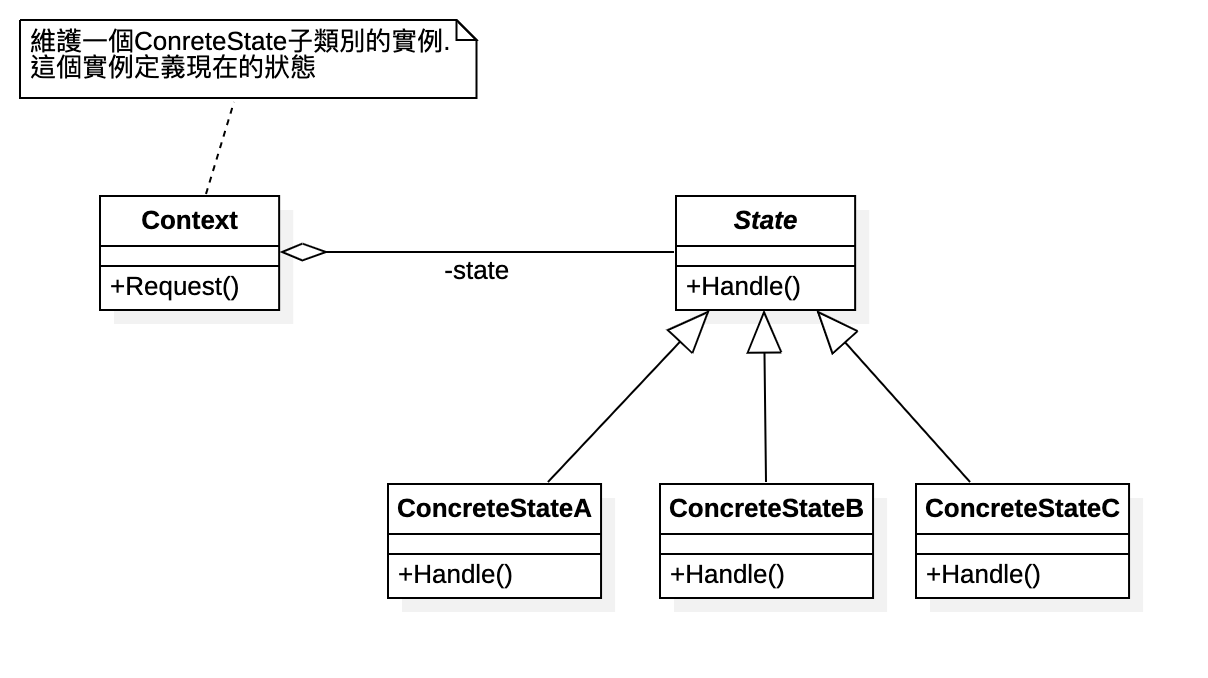 維護一個ConreteState子類別的實例.
這個實例定義現在的狀態
Context
+Request()
-state
State
+Handle()
ConcreteStateA
+Handle()
ConcreteStateB
+Handle()
ConcreteStateC
+Handle()